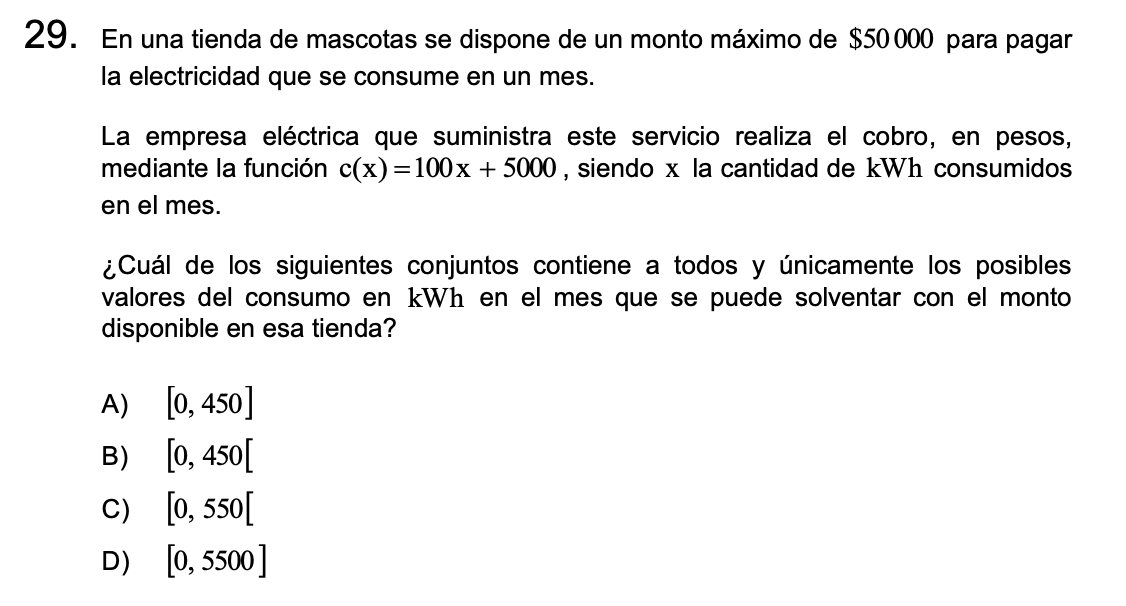 29. En una tienda de mascotas se dispone de un monto máximo de $50 000 para pagar
la electricidad que se consume en un mes.
La empresa eléctrica que suministra este servicio realiza el cobro, en pesos,
mediante la función c(x) = 100x + 5000 , siendo x la cantidad de kWh consumidos
en el mes.
¿Cuál de los siguientes conjuntos contiene a todos y únicamente los posibles
valores del consumo en kWh en el mes que se puede solventar con el monto
disponible en esa tienda?
A) [0, 450]
B) [0, 450[
C) [0, 550[
D) [0, 5500]